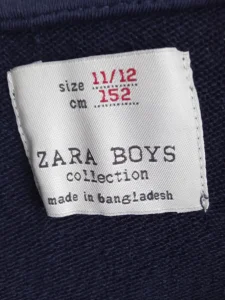 size 11/12
cm 152
ZARA BOYS
collection
made in bangladesh